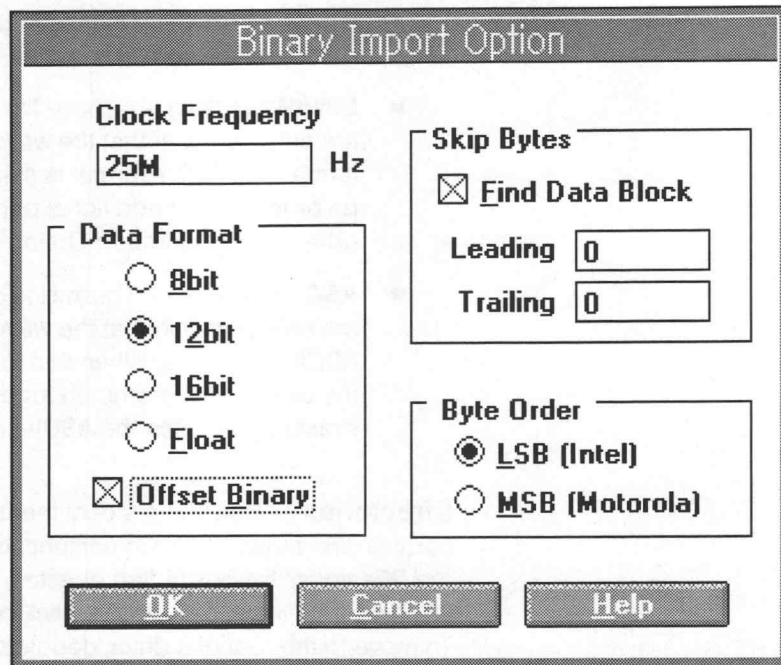 Binary Import Option
Clock Frequency
25M Hz
Data Format
8bit
12bit
16bit
Float
Offset Binary
Skip Bytes
Find Data Block
Leading 0
Trailing 0
Byte Order
LSB (Intel)
MSB (Motorola)
OK
Cancel
Help